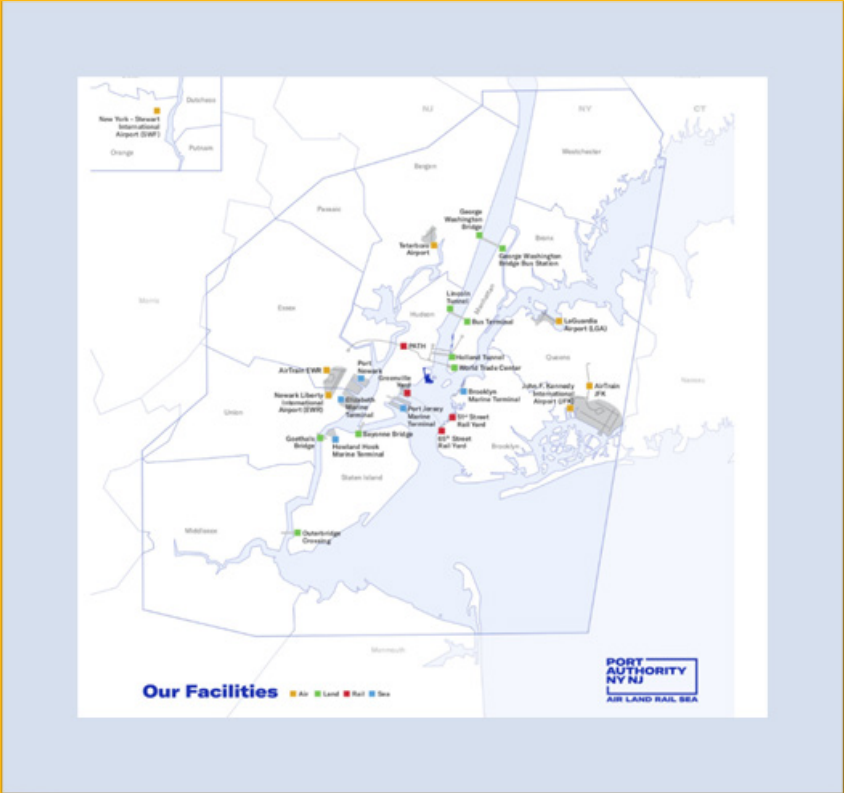 Dutchess
New York - Stewart
International
Airport (SWF)
Orange
Putnam
NJ
NY
CT
Westchester
Bergen
Passaic
George
Washington
Bridge
Teterboro
Airport
Bronx
George Washington
Bridge Bus Station
Morris
Essex
Lincoln
Tunnel
Manhattan
Hudson
Bus Terminal
LaGuardia
Airport (LGA)
PATH
Holland Tunnel
World Trade Center
Queens
Nassau
AirTrain EWR
Port
Newark
Greenville
Yard
Newark Liberty
International
Airport (EWR)
Elizabeth
Marine
Terminal
Port Jersey
Marine
Terminal
Brooklyn
Marine Terminal
John F. Kennedy
International
Airport (JFK)
AirTrain
JFK
Union
51st Street
Rail Yard
65th Street
Rail Yard
Brooklyn
Goethals
Bridge
Howland Hook
Marine Terminal
Bayonne Bridge
Staten Island
Middlesex
Outerbridge
Crossing
Monmouth
Our Facilities
Air Land Rail Sea
PORT
AUTHORITY
NY NJ
AIR LAND RAIL SEA